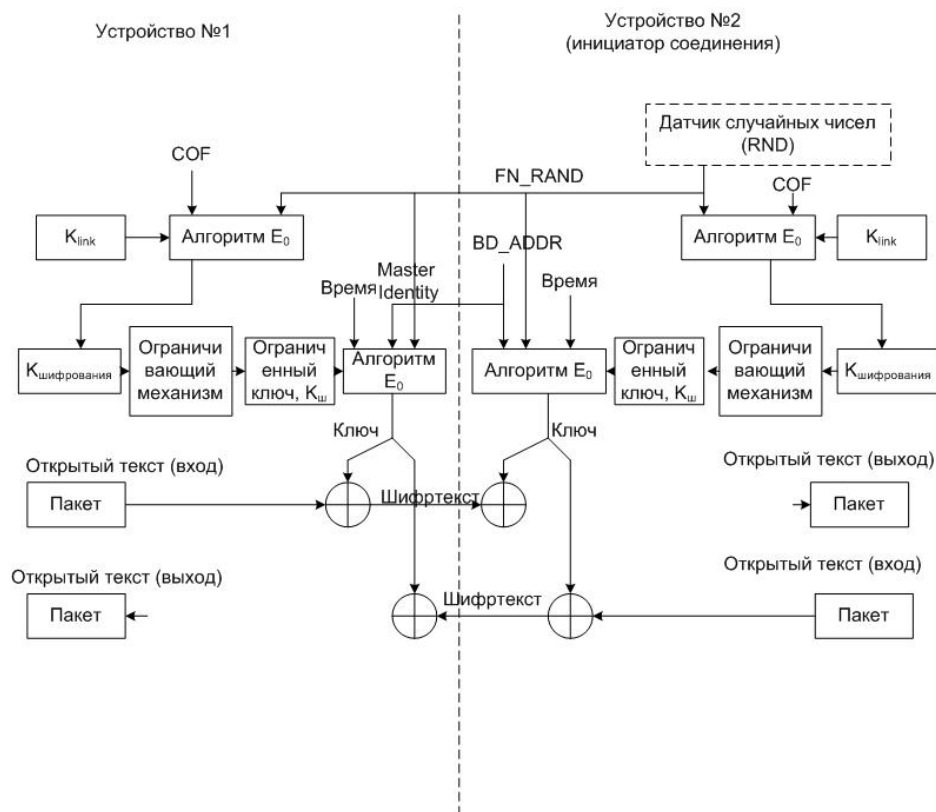 Устройство №1
Устройство №2
(инициатор соединения)
Датчик случайных чисел
(RND)
COF
FN_RAND
COF
Klink
Алгоритм E0
BD_ADDR
Алгоритм E0
Klink
Master
Identity
Время
Время
Kшифрования
Ограничи
вающий
механизм
Огранич
енный
ключ, Kш
Алгоритм
E0
Алгоритм E0
Огранич
енный
ключ, Kш
Ограничи
вающий
механизм
Kшифрования
Ключ
Ключ
Открытый текст (вход)
Открытый текст (выход)
Пакет
Шифртекст
Пакет
Открытый текст (выход)
Открытый текст (вход)
Пакет
Шифртекст
Пакет